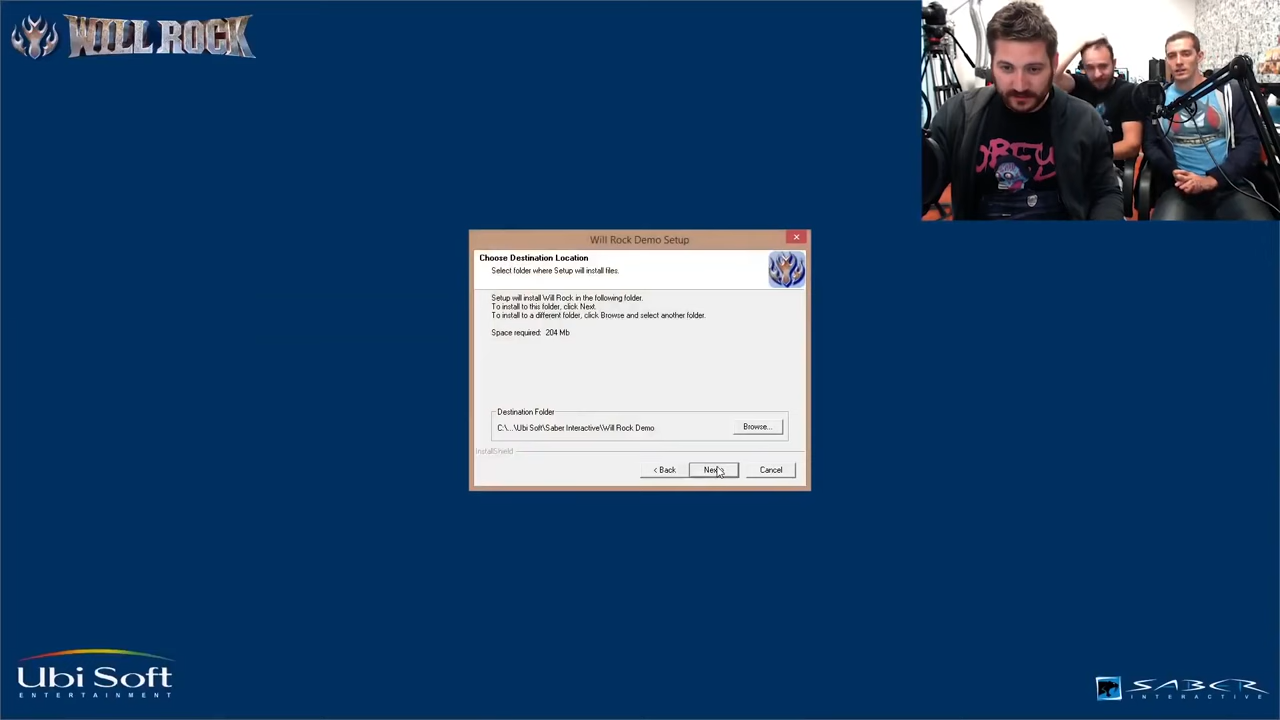 WILL ROCK
Will Rock Demo Setup
Choose Destination Location
Select folder where Setup will install files.
Setup will install Will Rock in the following folder.
To install to this folder, click Next.
To install to a different folder, click Browse and select another folder.
Space required: 204 Mb
Destination Folder
C:\...\Ubi Soft\Saber Interactive\Will Rock Demo
Browse...
InstallShield
< Back
Next
Cancel
Ubi Soft
ENTERTAINMENT
SABER
INTERACTIVE